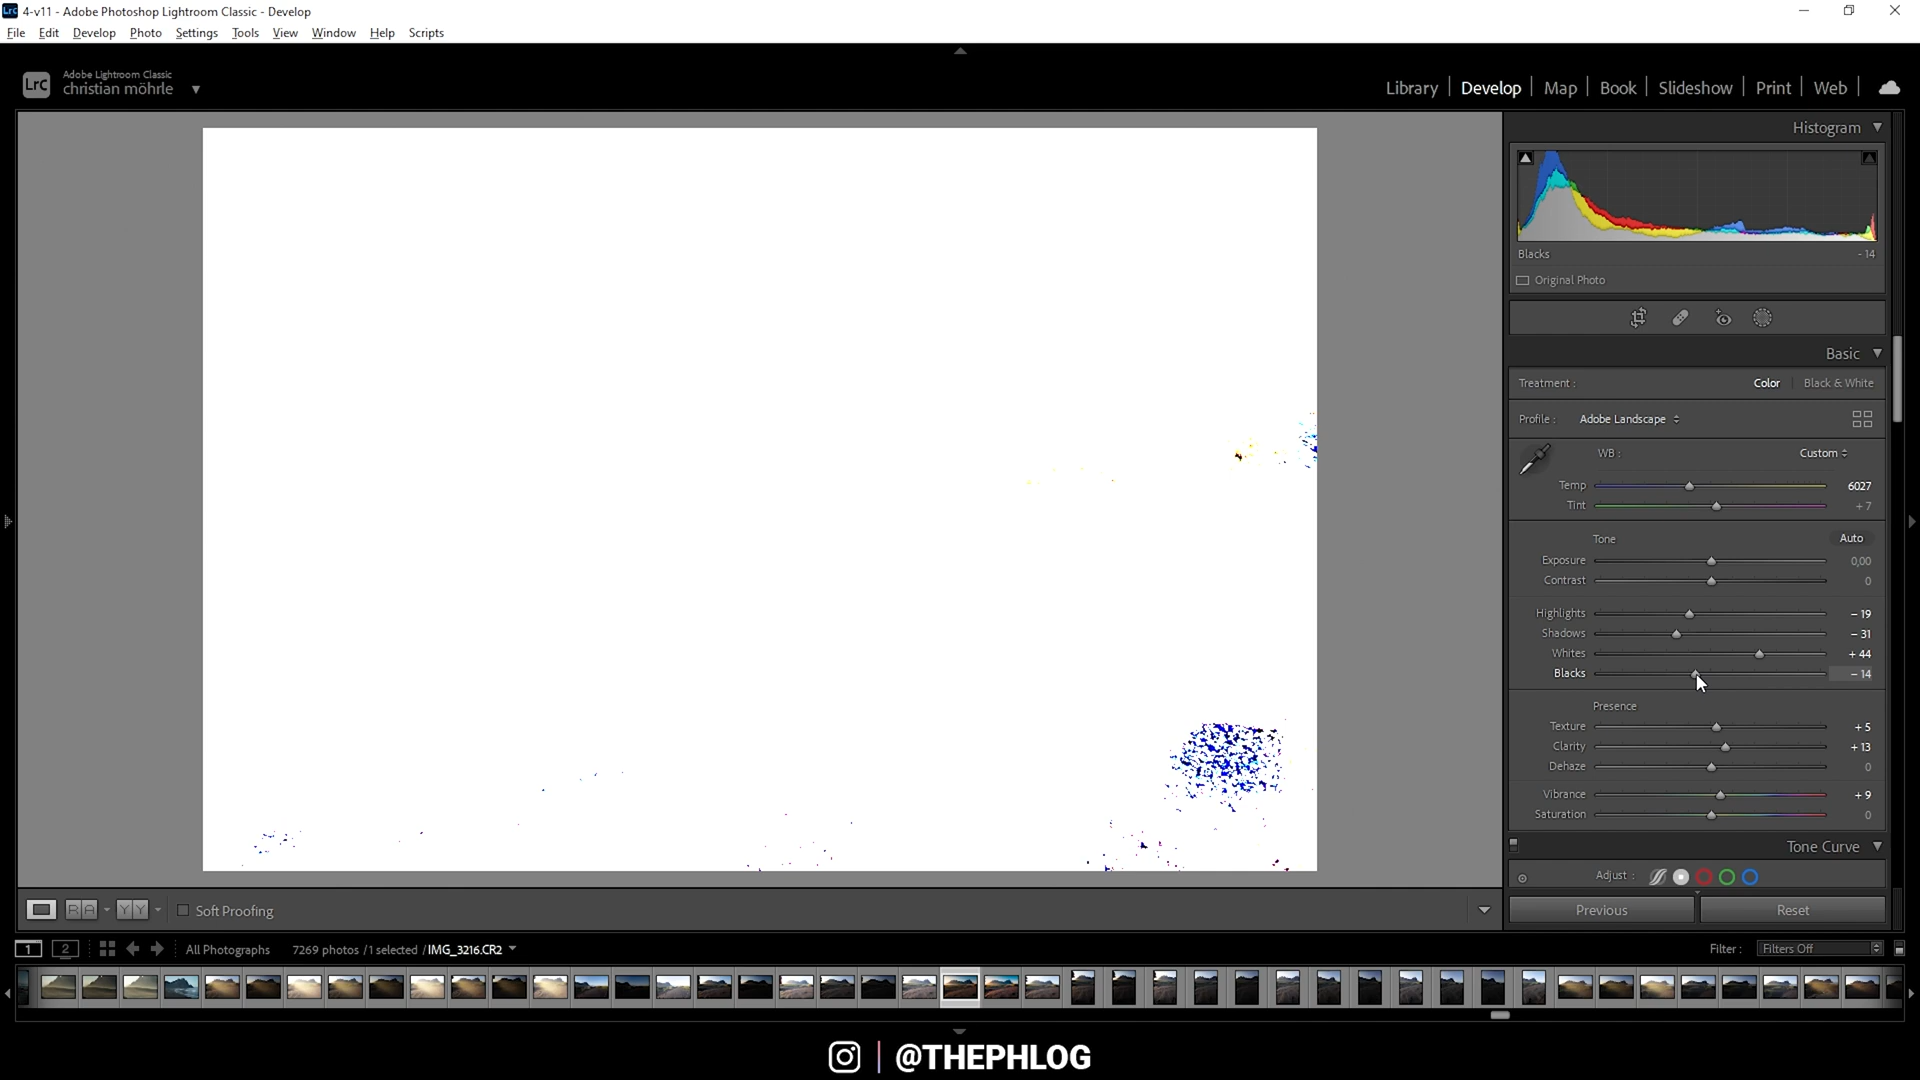 Lrc 4-v11 - Adobe Photoshop Lightroom Classic - Develop
File Edit Develop Photo Settings Tools View Window Help Scripts
Lrc Adobe Lightroom Classic
christian möhrle
Library Develop Map Book Slideshow Print Web
Histogram
Blacks -14
Original Photo
Basic
Treatment: Color Black & White
Profile: Adobe Landscape
WB: Custom
Temp 6027
Tint +7
Tone Auto
Exposure 0,00
Contrast 0
Highlights -19
Shadows -31
Whites +44
Blacks -14
Presence
Texture +5
Clarity +13
Dehaze 0
Vibrance +9
Saturation 0
Tone Curve
Adjust:
Previous Reset
R A Y Y Soft Proofing
1 2 All Photographs 7269 photos /1 selected /IMG_3216.CR2 Filter: Filters Off
@THEPHLOG